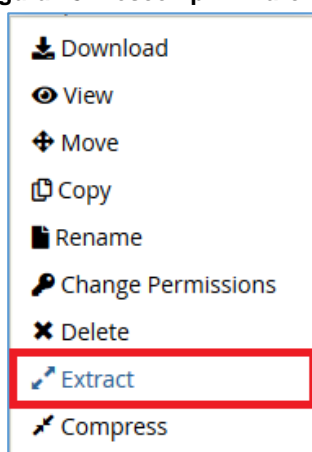 Download
View
Move
Copy
Rename
Change Permissions
Delete
Extract
Compress